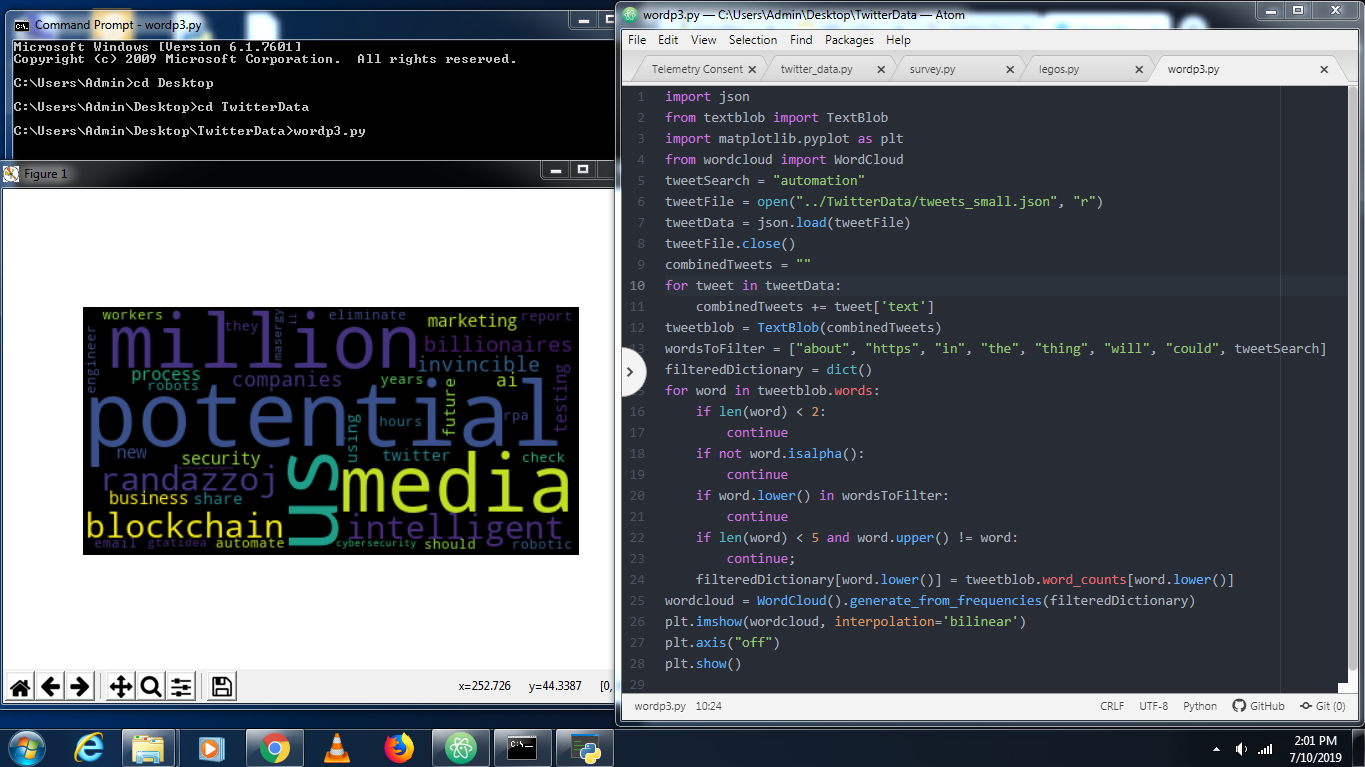 Command Prompt - wordp3.py
Microsoft Windows [Version 6.1.7601]
Copyright (c) 2009 Microsoft Corporation.  All rights reserved.
C:\Users\Admin>cd Desktop
C:\Users\Admin\Desktop>cd TwitterData
C:\Users\Admin\Desktop\TwitterData>wordp3.py
Figure 1
workers
they
masergy
eliminate
marketing
report
engineer
million
billionaires
invincible
process
robots
companies
years
ai
testing
potential
future
rpa
hours
using
new
security
twitter
check
randazzoj
us
media
business
share
blockchain
intelligent
email
gtatidea
automate
cybersecurity
should
robotic
x=252.726 y=44.3387 [0,
wordp3.py — C:\Users\Admin\Desktop\TwitterData — Atom
File Edit View Selection Find Packages Help
Telemetry Consent twitter_data.py survey.py legos.py wordp3.py
1 import json
2 from textblob import TextBlob
3 import matplotlib.pyplot as plt
4 from wordcloud import WordCloud
5 tweetSearch = "automation"
6 tweetFile = open("../TwitterData/tweets_small.json", "r")
7 tweetData = json.load(tweetFile)
8 tweetFile.close()
9 combinedTweets = ""
10 for tweet in tweetData:
11     combinedTweets += tweet['text']
12 tweetblob = TextBlob(combinedTweets)
13 wordsToFilter = ["about", "https", "in", "the", "thing", "will", "could", tweetSearch]
filteredDictionary = dict()
15 for word in tweetblob.words:
16     if len(word) < 2:
17         continue
18     if not word.isalpha():
19         continue
20     if word.lower() in wordsToFilter:
21         continue
22     if len(word) < 5 and word.upper() != word:
23         continue;
24     filteredDictionary[word.lower()] = tweetblob.word_counts[word.lower()]
25 wordcloud = WordCloud().generate_from_frequencies(filteredDictionary)
26 plt.imshow(wordcloud, interpolation='bilinear')
27 plt.axis("off")
28 plt.show()
29
wordp3.py 10:24 CRLF UTF-8 Python GitHub Git (0)
2:01 PM
7/10/2019